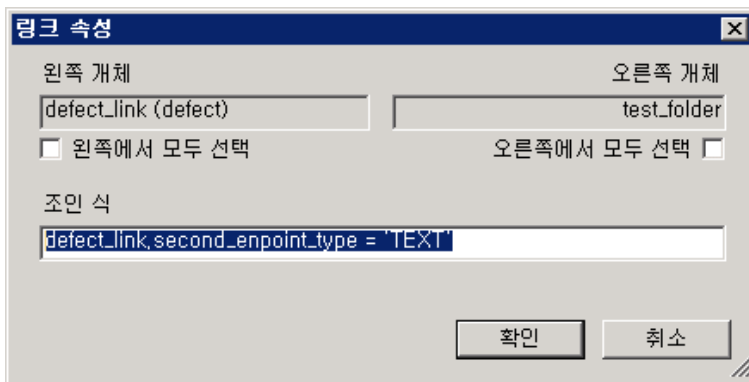 링크 속성
왼쪽 개체 오른쪽 개체
defect_link (defect) test_folder
왼쪽에서 모두 선택 오른쪽에서 모두 선택
조인 식
defect_link.second_enpoint_type = 'TEXT'
확인 취소